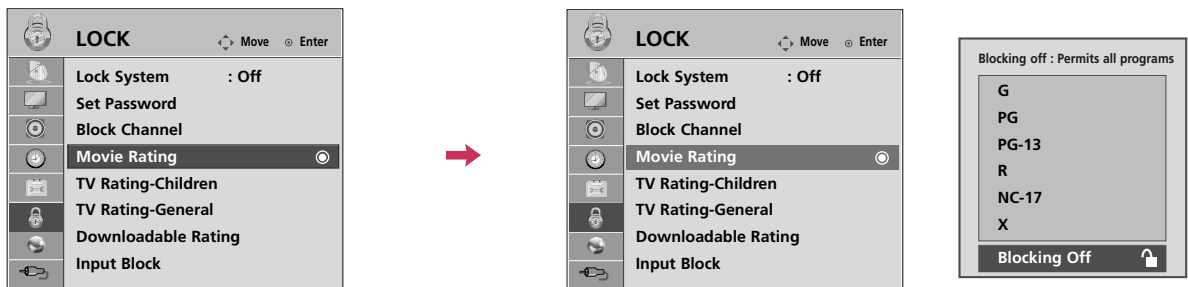 LOCK
Move
Enter
Lock System : Off
Set Password
Block Channel
Movie Rating
TV Rating-Children
TV Rating-General
Downloadable Rating
Input Block
LOCK
Move
Enter
Lock System : Off
Set Password
Block Channel
Movie Rating
TV Rating-Children
TV Rating-General
Downloadable Rating
Input Block
Blocking off : Permits all programs
G
PG
PG-13
R
NC-17
X
Blocking Off